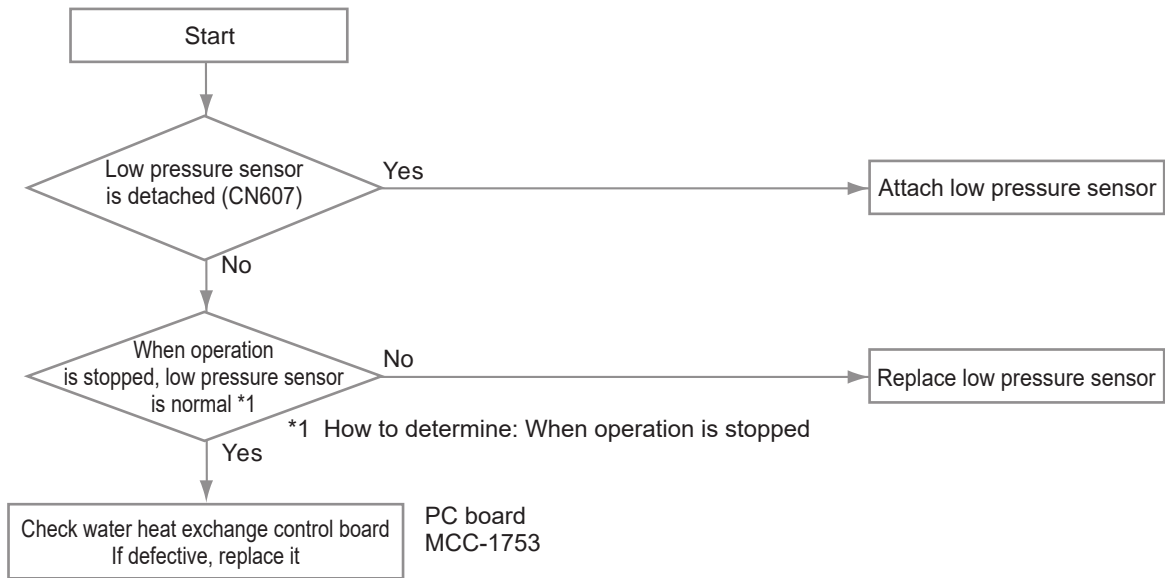 Start
Low pressure sensor
is detached (CN607)
Yes
Attach low pressure sensor
No
When operation
is stopped, low pressure sensor
is normal *1
No
Replace low pressure sensor
*1 How to determine: When operation is stopped
Yes
Check water heat exchange control board
If defective, replace it
PC board
MCC-1753